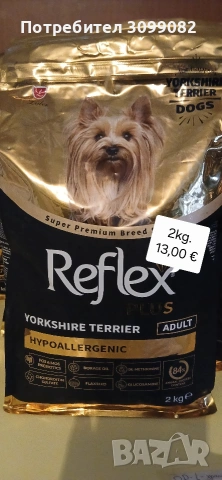 Потребител 3099082
YORKSHIRE
TERRIER
DOGS
Super Premium Breed
2kg.
13,00 €
Reflex
PLUS
YORKSHIRE TERRIER
ADULT
HYPOALLERGENIC
2 kg e
BAZAR